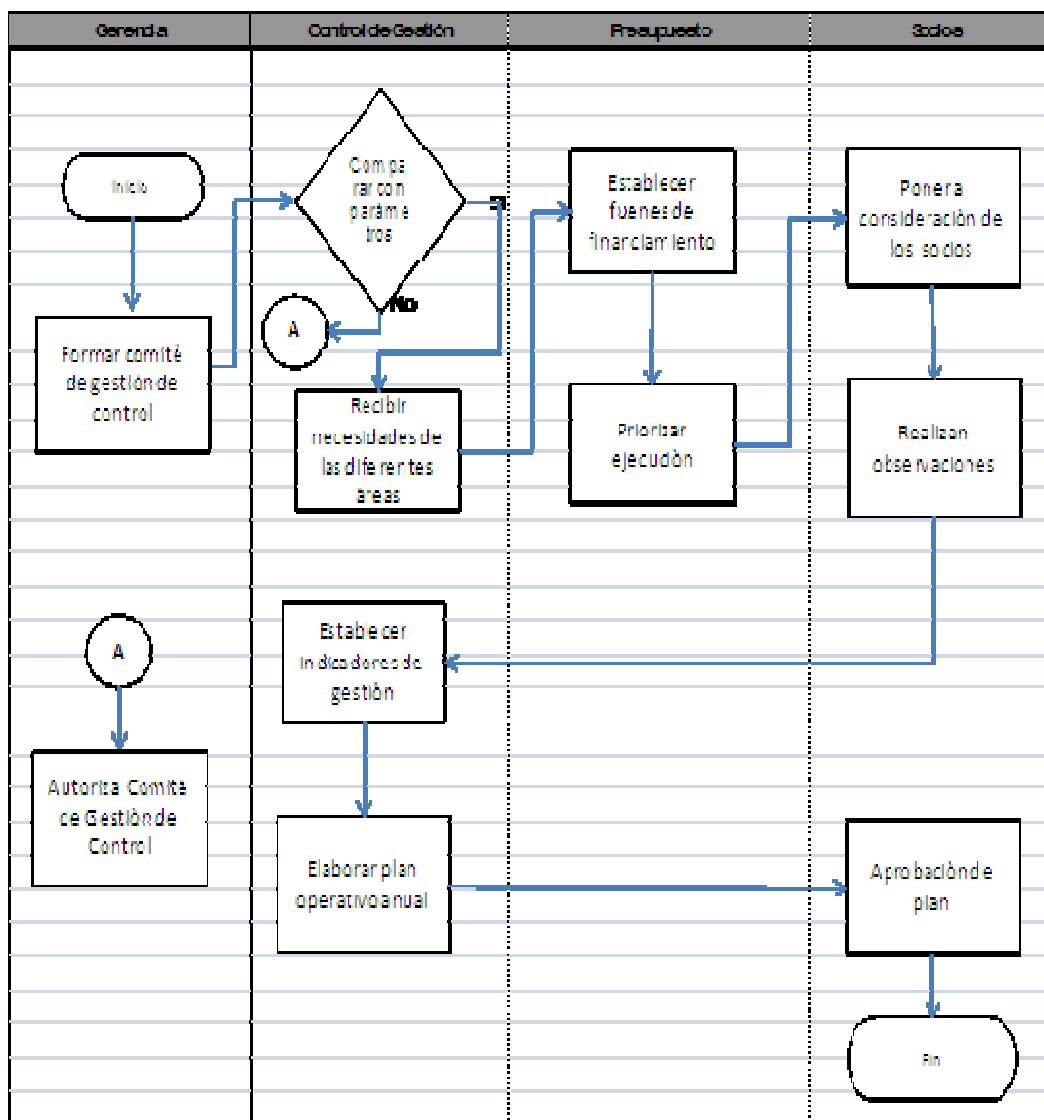 Gerencia
Control de Gestión
Presupuesto
Socios
Inicio
Compa
rar con
paráme
tros
No
A
Formar comité
de gestión de
control
Recibir
necesidades de
las diferentes
áreas
Establecer
fuenes de
financiamiento
Priorizar
ejecución
Poner a
consideración de
los socios
Realizan
observaciones
Establecer
indicadores de
gestión
A
Autoriza Comité
de Gestión de
Control
Elaborar plan
operativo anual
Aprobación de
plan
Fin